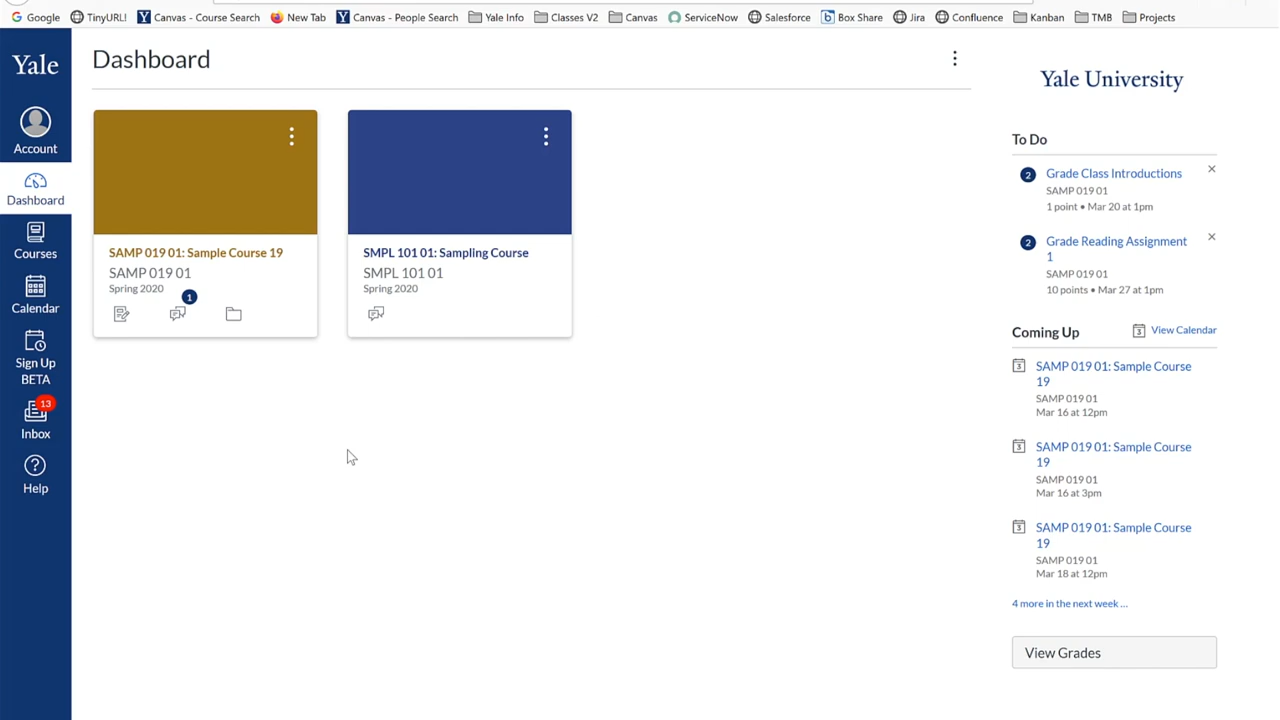 Google TinyURL! Canvas - Course Search New Tab Canvas - People Search Yale Info Classes V2 Canvas ServiceNow Salesforce Box Share Jira Confluence Kanban TMB Projects
Yale
Account
Dashboard
Courses
Calendar
Sign Up
BETA
13
Inbox
Help
Dashboard
SAMP 019 01: Sample Course 19
SAMP 019 01
Spring 2020
1
SMPL 101 01: Sampling Course
SMPL 101 01
Spring 2020
Yale University
To Do
2 Grade Class Introductions
SAMP 019 01
1 point • Mar 20 at 1pm
2 Grade Reading Assignment
1
SAMP 019 01
10 points • Mar 27 at 1pm
Coming Up 3 View Calendar
3 SAMP 019 01: Sample Course
19
SAMP 019 01
Mar 16 at 12pm
3 SAMP 019 01: Sample Course
19
SAMP 019 01
Mar 16 at 3pm
3 SAMP 019 01: Sample Course
19
SAMP 019 01
Mar 18 at 12pm
4 more in the next week ...
View Grades